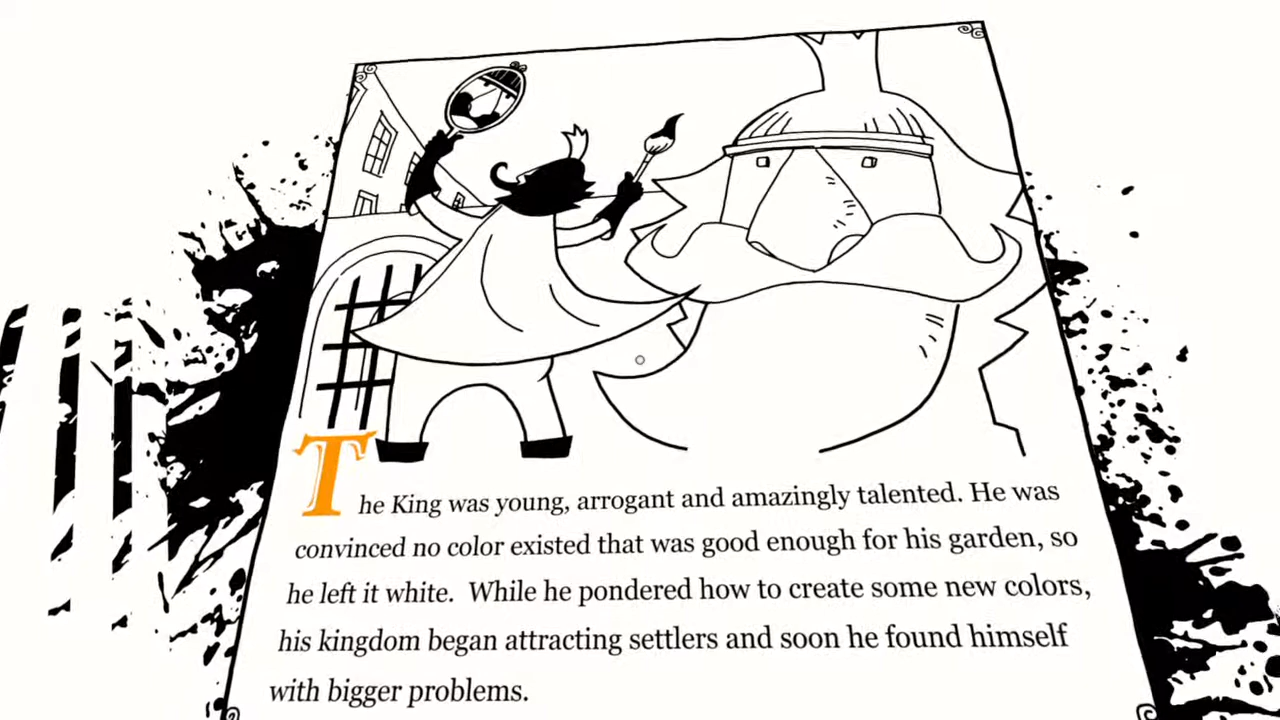 The King was young, arrogant and amazingly talented. He was
convinced no color existed that was good enough for his garden, so
he left it white. While he pondered how to create some new colors,
his kingdom began attracting settlers and soon he found himself
with bigger problems.